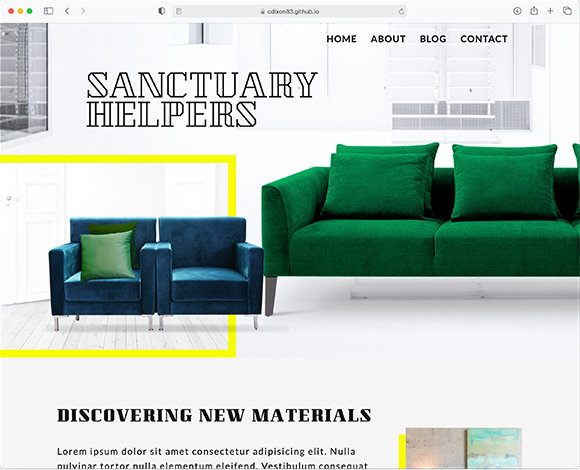 cdixon83.github.io
HOME ABOUT BLOG CONTACT
SANCTUARY
HELPERS
DISCOVERING NEW MATERIALS
Lorem ipsum dolor sit amet consectetur adipiscing elit. Nulla
pulvinar tortor nulla elementum eleifend. Vestibulum consequat